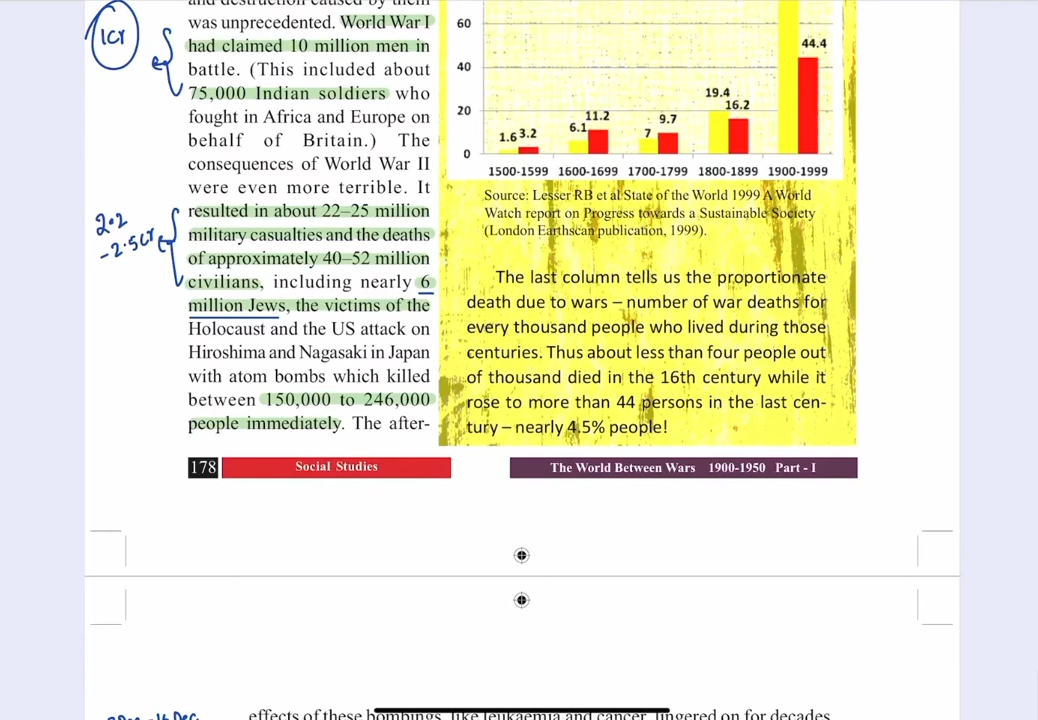 and destruction caused by them
was unprecedented. World War I
had claimed 10 million men in
battle. (This included about
75,000 Indian soldiers who
fought in Africa and Europe on
behalf of Britain.) The
consequences of World War II
were even more terrible. It
resulted in about 22–25 million
military casualties and the deaths
of approximately 40–52 million
civilians, including nearly 6
million Jews, the victims of the
Holocaust and the US attack on
Hiroshima and Nagasaki in Japan
with atom bombs which killed
between 150,000 to 246,000
people immediately. The after-
1cr
2.2
-2.5cr
60
40
20
0
1.6 3.2
6.1 11.2
7 9.7
19.4 16.2
44.4
1500-1599 1600-1699 1700-1799 1800-1899 1900-1999
Source: Lesser RB et al State of the World 1999 A World
Watch report on Progress towards a Sustainable Society
(London Earthscan publication, 1999).
The last column tells us the proportionate
death due to wars – number of war deaths for
every thousand people who lived during those
centuries. Thus about less than four people out
of thousand died in the 16th century while it
rose to more than 44 persons in the last cen-
tury – nearly 4.5% people!
178 Social Studies
The World Between Wars 1900-1950 Part - I
effects of these bombings, like leukaemia and cancer, lingered on for decades